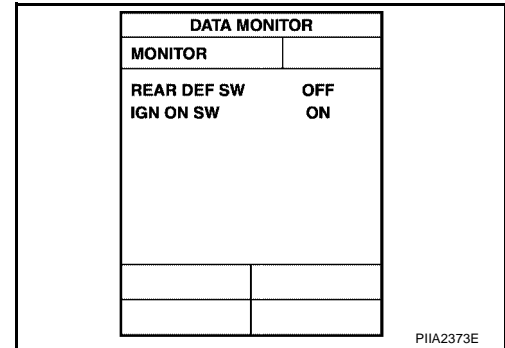 DATA MONITOR
MONITOR
REAR DEF SW OFF
IGN ON SW ON
PIIA2373E